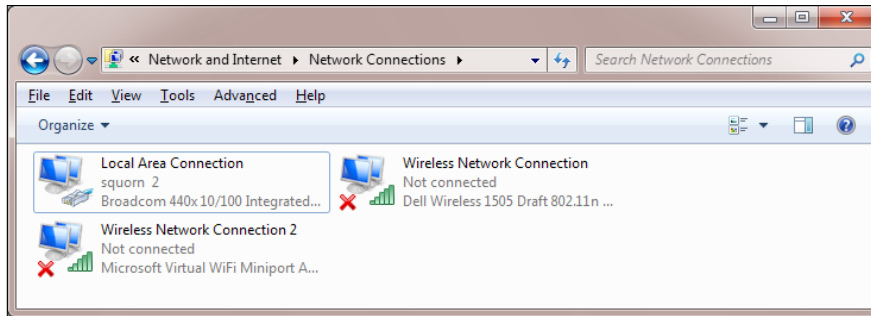 « Network and Internet ▸ Network Connections ▸ Search Network Connections
File Edit View Tools Advanced Help
Organize
Local Area Connection
squorn 2
Broadcom 440x 10/100 Integrated...
Wireless Network Connection
Not connected
Dell Wireless 1505 Draft 802.11n ...
Wireless Network Connection 2
Not connected
Microsoft Virtual WiFi Miniport A...